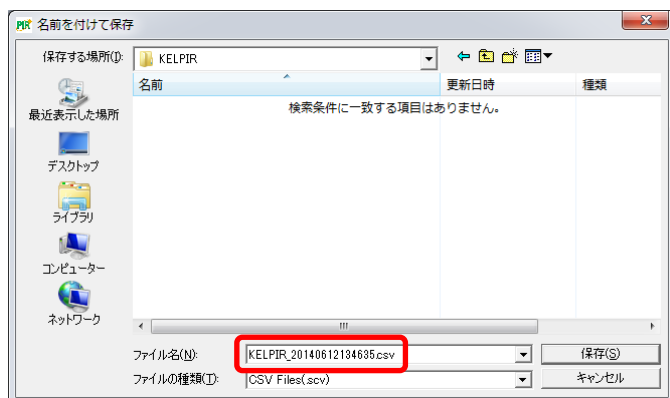 PIR 名前を付けて保存
保存する場所(I): KELPIR
名前 更新日時 種類
検索条件に一致する項目はありません。
最近表示した場所
デスクトップ
ライブラリ
コンピューター
ネットワーク
ファイル名(N): KELPIR_20140612134635.csv 保存(S)
ファイルの種類(T): CSV Files(.scv) キャンセル